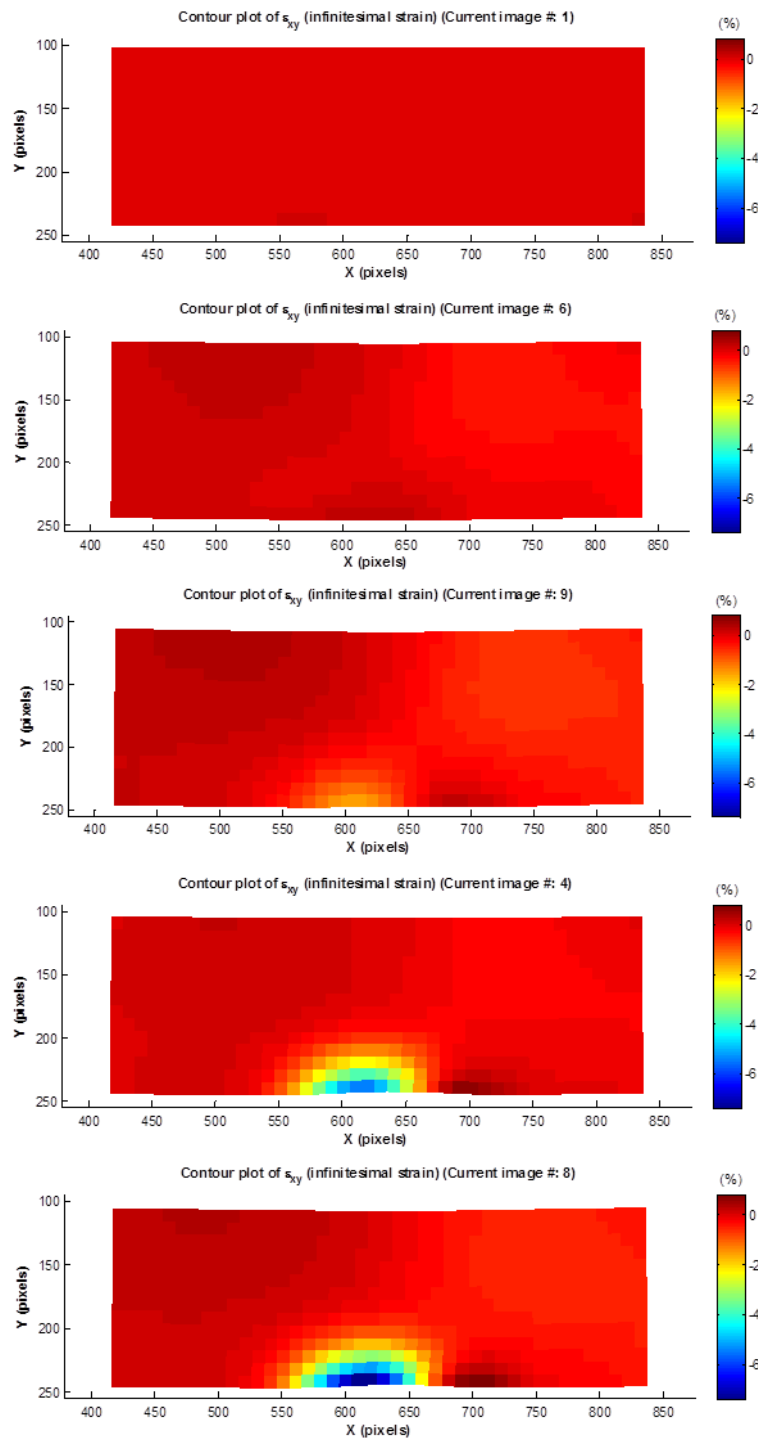 Contour plot of ε_xy (infinitesimal strain) (Current image #: 1)
(%)
100
150
200
250
Y (pixels)
400 450 500 550 600 650 700 750 800 850
X (pixels)
0
-2
-4
-6
Contour plot of ε_xy (infinitesimal strain) (Current image #: 6)
(%)
100
150
200
250
Y (pixels)
400 450 500 550 600 650 700 750 800 850
X (pixels)
0
-2
-4
-6
Contour plot of ε_xy (infinitesimal strain) (Current image #: 9)
(%)
100
150
200
250
Y (pixels)
400 450 500 550 600 650 700 750 800 850
X (pixels)
0
-2
-4
-6
Contour plot of ε_xy (infinitesimal strain) (Current image #: 4)
(%)
100
150
200
250
Y (pixels)
400 450 500 550 600 650 700 750 800 850
X (pixels)
0
-2
-4
-6
Contour plot of ε_xy (infinitesimal strain) (Current image #: 8)
(%)
100
150
200
250
Y (pixels)
400 450 500 550 600 650 700 750 800 850
X (pixels)
0
-2
-4
-6